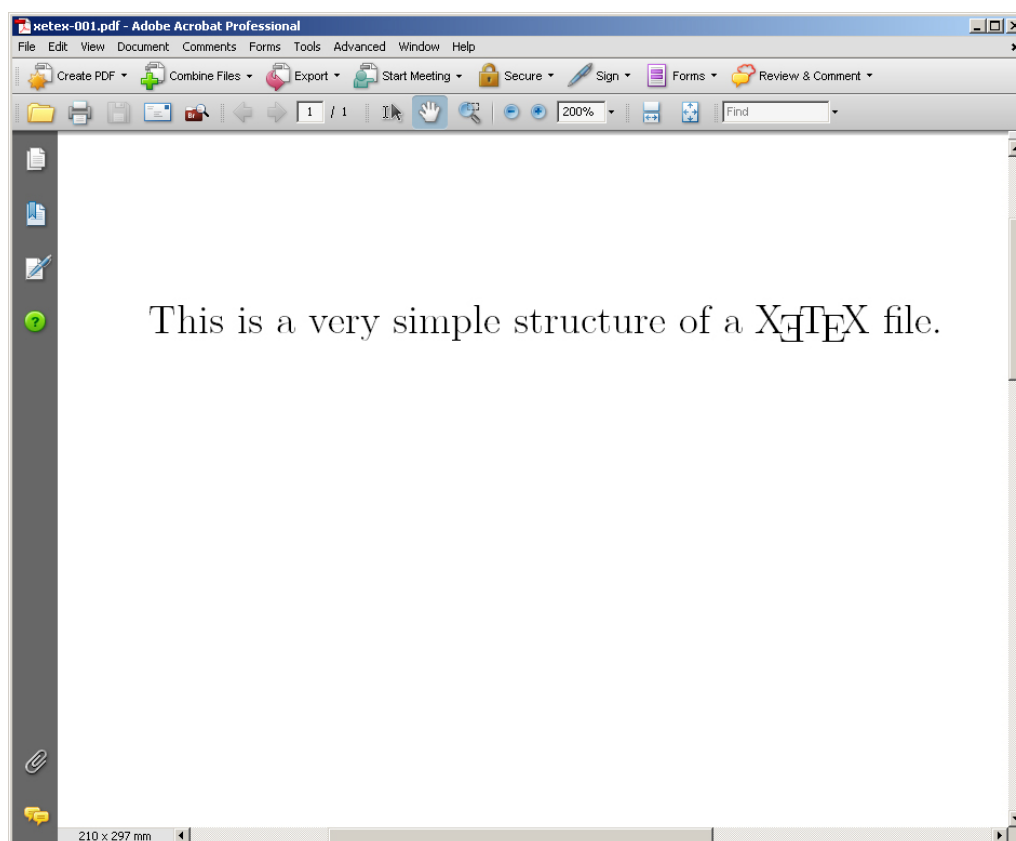 xetex-001.pdf - Adobe Acrobat Professional
File Edit View Document Comments Forms Tools Advanced Window Help
Create PDF Combine Files Export Start Meeting Secure Sign Forms Review & Comment
1 / 1 200% Find
This is a very simple structure of a XƎTEX file.
210 x 297 mm